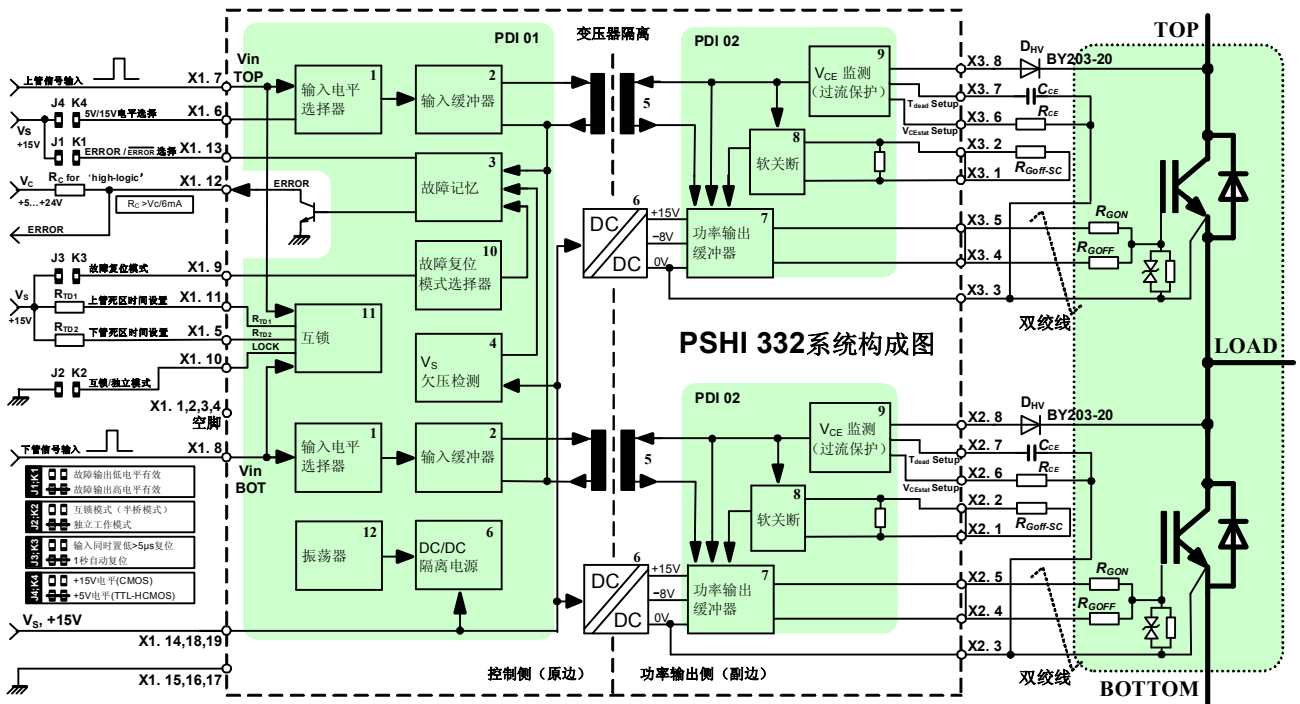 PDI 01
变压器隔离
PDI 02
TOP
上管信号输入
X1. 7
Vin
TOP
1
输入电平
选择器
2
输入缓冲器
5
9
VCE 监测
(过流保护)
X3. 8
DHV
BY203-20
X3. 7
CCE
Tdead Setup
X3. 6
RCE
VCEstat Setup
J4 K4
5V/15V电平选择
X1. 6
VS
+15V
J1 K1
ERROR / ERROR 选择
X1. 13
3
故障记忆
8
软关断
X3. 2
RGoff-SC
X3. 1
VC
+5...+24V
RC for ‘high-logic’
X1. 12
RC >Vc/6mA
ERROR
ERROR
6
DC
DC
+15V
−8V
0V
7
功率输出
缓冲器
X3. 5
RGON
X3. 4
RGOFF
X3. 3
双绞线
J3 K3
故障复位模式
X1. 9
10
故障复位
模式选择器
VS
+15V
RTD1
上管死区时间设置
X1. 11
RTD2
下管死区时间设置
X1. 5
RTD1
RTD2
LOCK
11
互锁
X1. 10
J2 K2
互锁/独立模式
4
VS
欠压检测
PSHI 332系统构成图
LOAD
X1. 1,2,3,4
空脚
PDI 02
下管信号输入
X1. 8
Vin
BOT
1
输入电平
选择器
2
输入缓冲器
5
9
VCE 监测
(过流保护)
X2. 8
DHV
BY203-20
X2. 7
CCE
Tdead Setup
X2. 6
RCE
VCEstat Setup
8
软关断
X2. 2
RGoff-SC
X2. 1
J1;K1
故障输出低电平有效
故障输出高电平有效
J2;K2
互锁模式（半桥模式）
独立工作模式
J3;K3
输入同时置低>5μs复位
1秒自动复位
J4;K4
+15V电平(CMOS)
+5V电平(TTL-HCMOS)
12
振荡器
6
DC/DC
隔离电源
6
DC
DC
+15V
−8V
0V
7
功率输出
缓冲器
X2. 5
RGON
X2. 4
RGOFF
X2. 3
双绞线
VS, +15V
X1. 14,18,19
X1. 15,16,17
控制侧（原边）
功率输出侧（副边）
BOTTOM